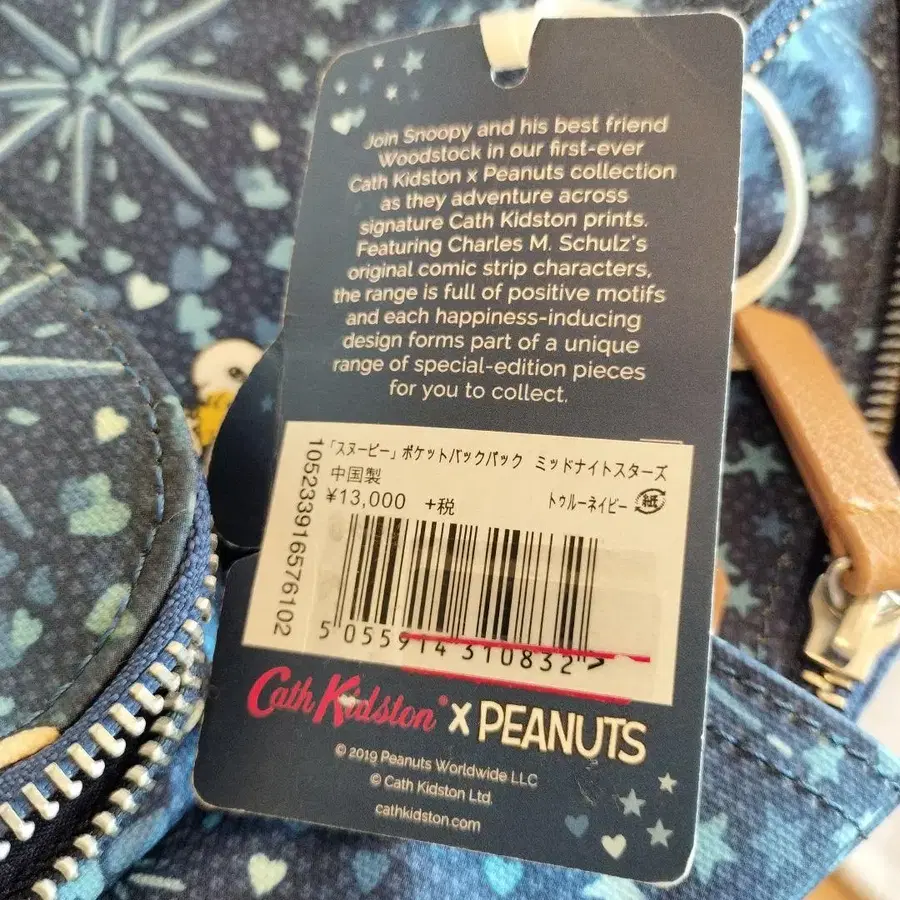 Join Snoopy and his best friend
Woodstock in our first-ever
Cath Kidston x Peanuts collection
as they adventure across
signature Cath Kidston prints.
Featuring Charles M. Schulz's
original comic strip characters,
the range is full of positive motifs
and each happiness-inducing
design forms part of a unique
range of special-edition pieces
for you to collect.
「スヌーピー」ポケットバックパック ミッドナイトスターズ
中国製
¥13,000 +税 トゥルーネイビー 紙
105233916576102
5 055914 310832 >
Cath Kidston® x PEANUTS
© 2019 Peanuts Worldwide LLC
© Cath Kidston Ltd.
cathkidston.com